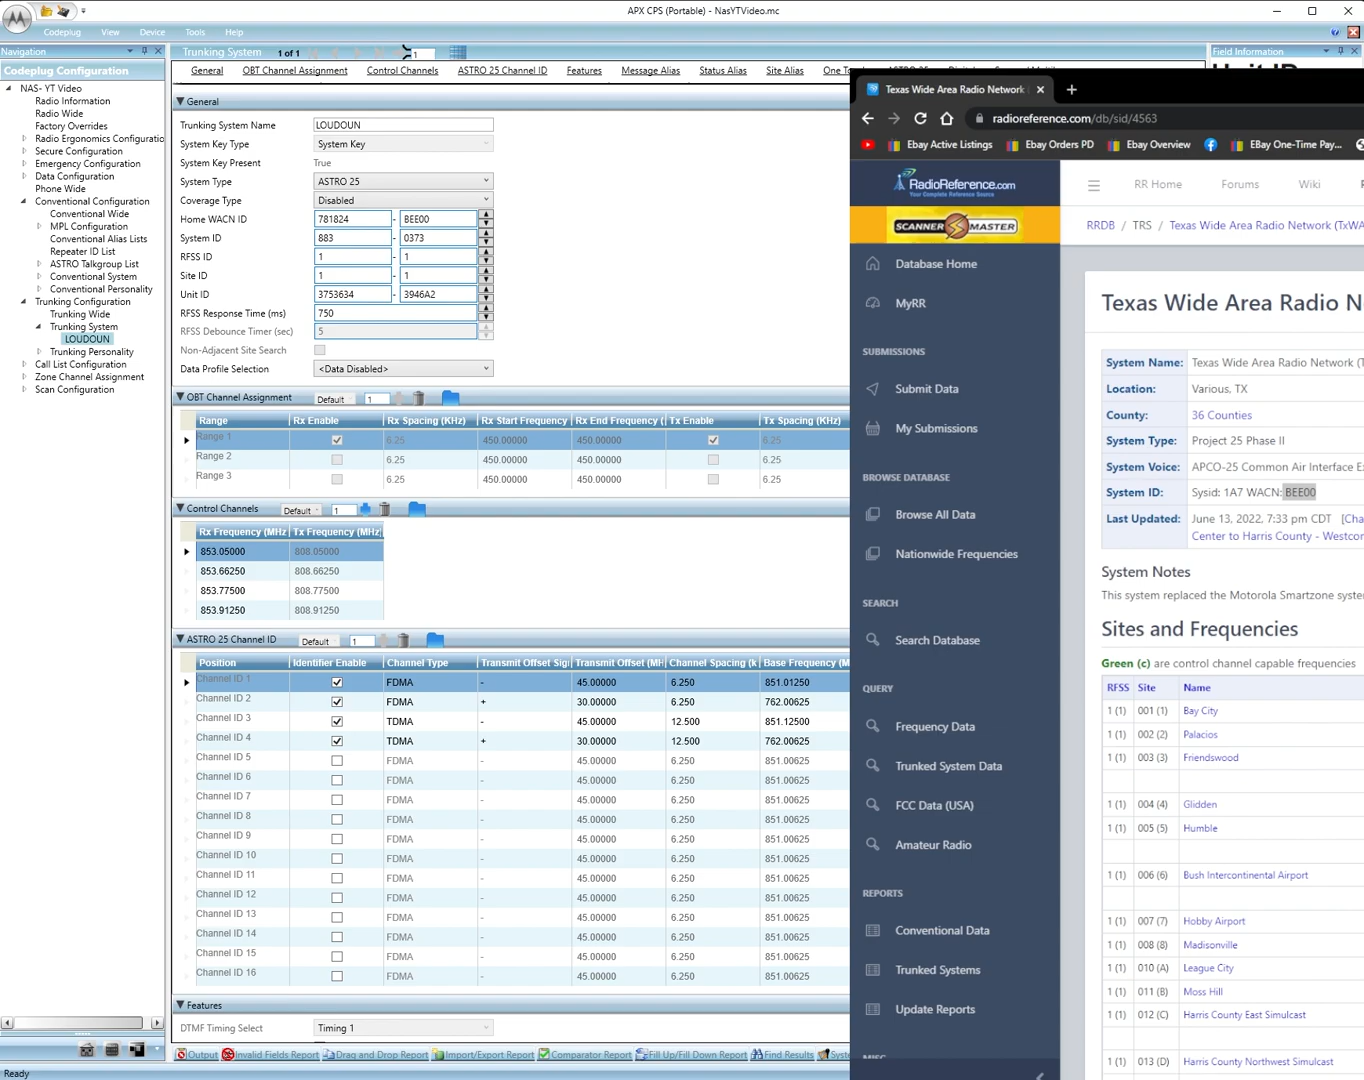 APX CPS (Portable) - NasYTVideo.mc
Codeplug View Device Tools Help
Navigation
Trunking System 1 of 1 1
Field Information
Codeplug Configuration
General OBT Channel Assignment Control Channels ASTRO 25 Channel ID Features Message Alias Status Alias Site Alias
NAS- YT Video
Radio Information
Radio Wide
Factory Overrides
Radio Ergonomics Configuratio
Secure Configuration
Emergency Configuration
Data Configuration
Phone Wide
Conventional Configuration
Conventional Wide
MPL Configuration
Conventional Alias Lists
Repeater ID List
ASTRO Talkgroup List
Conventional System
Conventional Personality
Trunking Configuration
Trunking Wide
Trunking System
LOUDOUN
Trunking Personality
Call List Configuration
Zone Channel Assignment
Scan Configuration
General
Trunking System Name LOUDOUN
System Key Type System Key
System Key Present True
System Type ASTRO 25
Coverage Type Disabled
Home WACN ID 781824 - BEE00
System ID 883 - 0373
RFSS ID 1 - 1
Site ID 1 - 1
Unit ID 3753634 - 3946A2
RFSS Response Time (ms) 750
RFSS Debounce Timer (sec) 5
Non-Adjacent Site Search
Data Profile Selection <Data Disabled>
OBT Channel Assignment Default 1
Range Rx Enable Rx Spacing (KHz) Rx Start Frequency Rx End Frequency ( Tx Enable Tx Spacing (KHz)
Range 1 6.25 450.00000 450.00000 6.25
Range 2 6.25 450.00000 450.00000 6.25
Range 3 6.25 450.00000 450.00000 6.25
Control Channels Default 1
Rx Frequency (MHz Tx Frequency (MHz)
853.05000 808.05000
853.66250 808.66250
853.77500 808.77500
853.91250 808.91250
ASTRO 25 Channel ID Default 1
Position Identifier Enable Channel Type Transmit Offset Sig Transmit Offset (MH Channel Spacing (k Base Frequency (M
Channel ID 1 FDMA - 45.00000 6.250 851.01250
Channel ID 2 FDMA + 30.00000 6.250 762.00625
Channel ID 3 TDMA - 45.00000 12.500 851.12500
Channel ID 4 TDMA + 30.00000 12.500 762.00625
Channel ID 5 FDMA - 45.00000 6.250 851.00625
Channel ID 6 FDMA - 45.00000 6.250 851.00625
Channel ID 7 FDMA - 45.00000 6.250 851.00625
Channel ID 8 FDMA - 45.00000 6.250 851.00625
Channel ID 9 FDMA - 45.00000 6.250 851.00625
Channel ID 10 FDMA - 45.00000 6.250 851.00625
Channel ID 11 FDMA - 45.00000 6.250 851.00625
Channel ID 12 FDMA - 45.00000 6.250 851.00625
Channel ID 13 FDMA - 45.00000 6.250 851.00625
Channel ID 14 FDMA - 45.00000 6.250 851.00625
Channel ID 15 FDMA - 45.00000 6.250 851.00625
Channel ID 16 FDMA - 45.00000 6.250 851.00625
Features
DTMF Timing Select Timing 1
Output Invalid Fields Report Drag and Drop Report Import/Export Report Comparator Report Fill Up/Fill Down Report Find Results Syste
Ready
Texas Wide Area Radio Network
radioreference.com/db/sid/4563
Ebay Active Listings Ebay Orders PD Ebay Overview EBay One-Time Pay...
RadioReference.com
Your Complete Reference Source
RR Home Forums Wiki
SCANNER MASTER
RRDB / TRS / Texas Wide Area Radio Network (TxWA
Database Home
MyRR
SUBMISSIONS
Submit Data
My Submissions
BROWSE DATABASE
Browse All Data
Nationwide Frequencies
SEARCH
Search Database
QUERY
Frequency Data
Trunked System Data
FCC Data (USA)
Amateur Radio
REPORTS
Conventional Data
Trunked Systems
Update Reports
Texas Wide Area Radio N
System Name: Texas Wide Area Radio Network (T
Location: Various, TX
County: 36 Counties
System Type: Project 25 Phase II
System Voice: APCO-25 Common Air Interface E
System ID: Sysid: 1A7 WACN: BEE00
Last Updated: June 13, 2022, 7:33 pm CDT [Cha
Center to Harris County - Westcor
System Notes
This system replaced the Motorola Smartzone syste
Sites and Frequencies
Green (c) are control channel capable frequencies
RFSS Site Name
1 (1) 001 (1) Bay City
1 (1) 002 (2) Palacios
1 (1) 003 (3) Friendswood
1 (1) 004 (4) Glidden
1 (1) 005 (5) Humble
1 (1) 006 (6) Bush Intercontinental Airport
1 (1) 007 (7) Hobby Airport
1 (1) 008 (8) Madisonville
1 (1) 010 (A) League City
1 (1) 011 (B) Moss Hill
1 (1) 012 (C) Harris County East Simulcast
1 (1) 013 (D) Harris County Northwest Simulcast